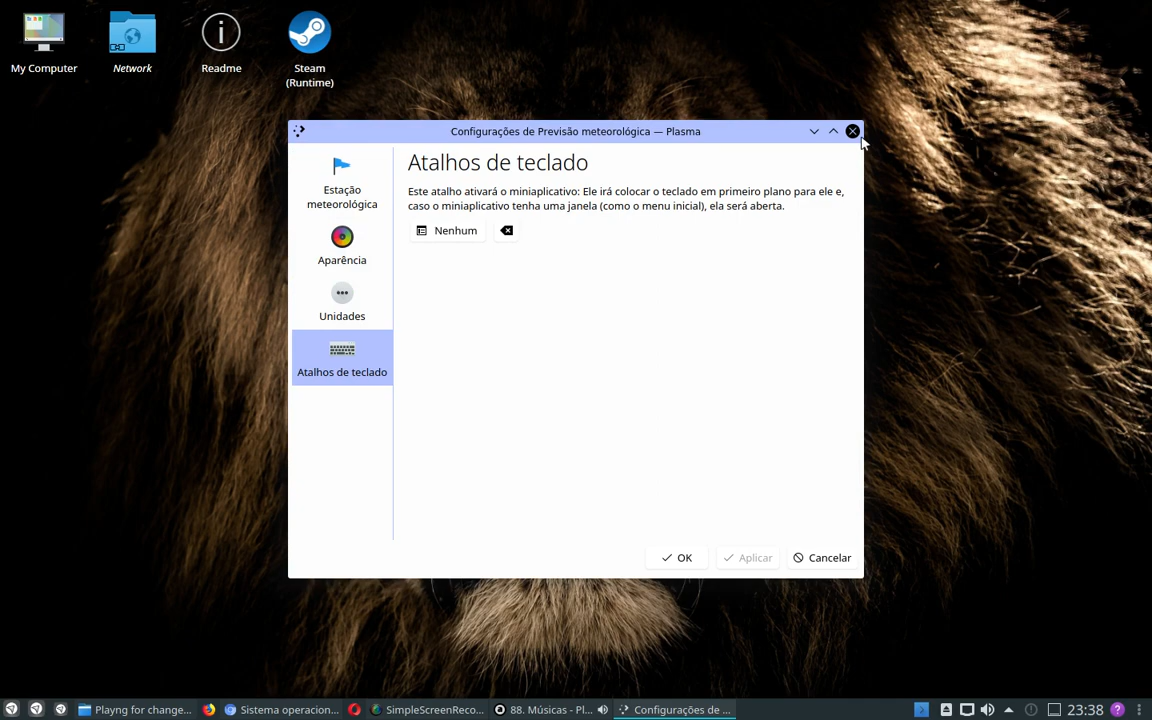 My Computer
Network
Readme
Steam
(Runtime)
Configurações de Previsão meteorológica — Plasma
Estação
meteorológica
Aparência
Unidades
Atalhos de teclado
Atalhos de teclado
Este atalho ativará o miniaplicativo: Ele irá colocar o teclado em primeiro plano para ele e,
caso o miniaplicativo tenha uma janela (como o menu inicial), ela será aberta.
Nenhum
OK
Aplicar
Cancelar
Playng for change...
Sistema operacion...
SimpleScreenReco...
88. Músicas - Pl...
Configurações de ...
23:38